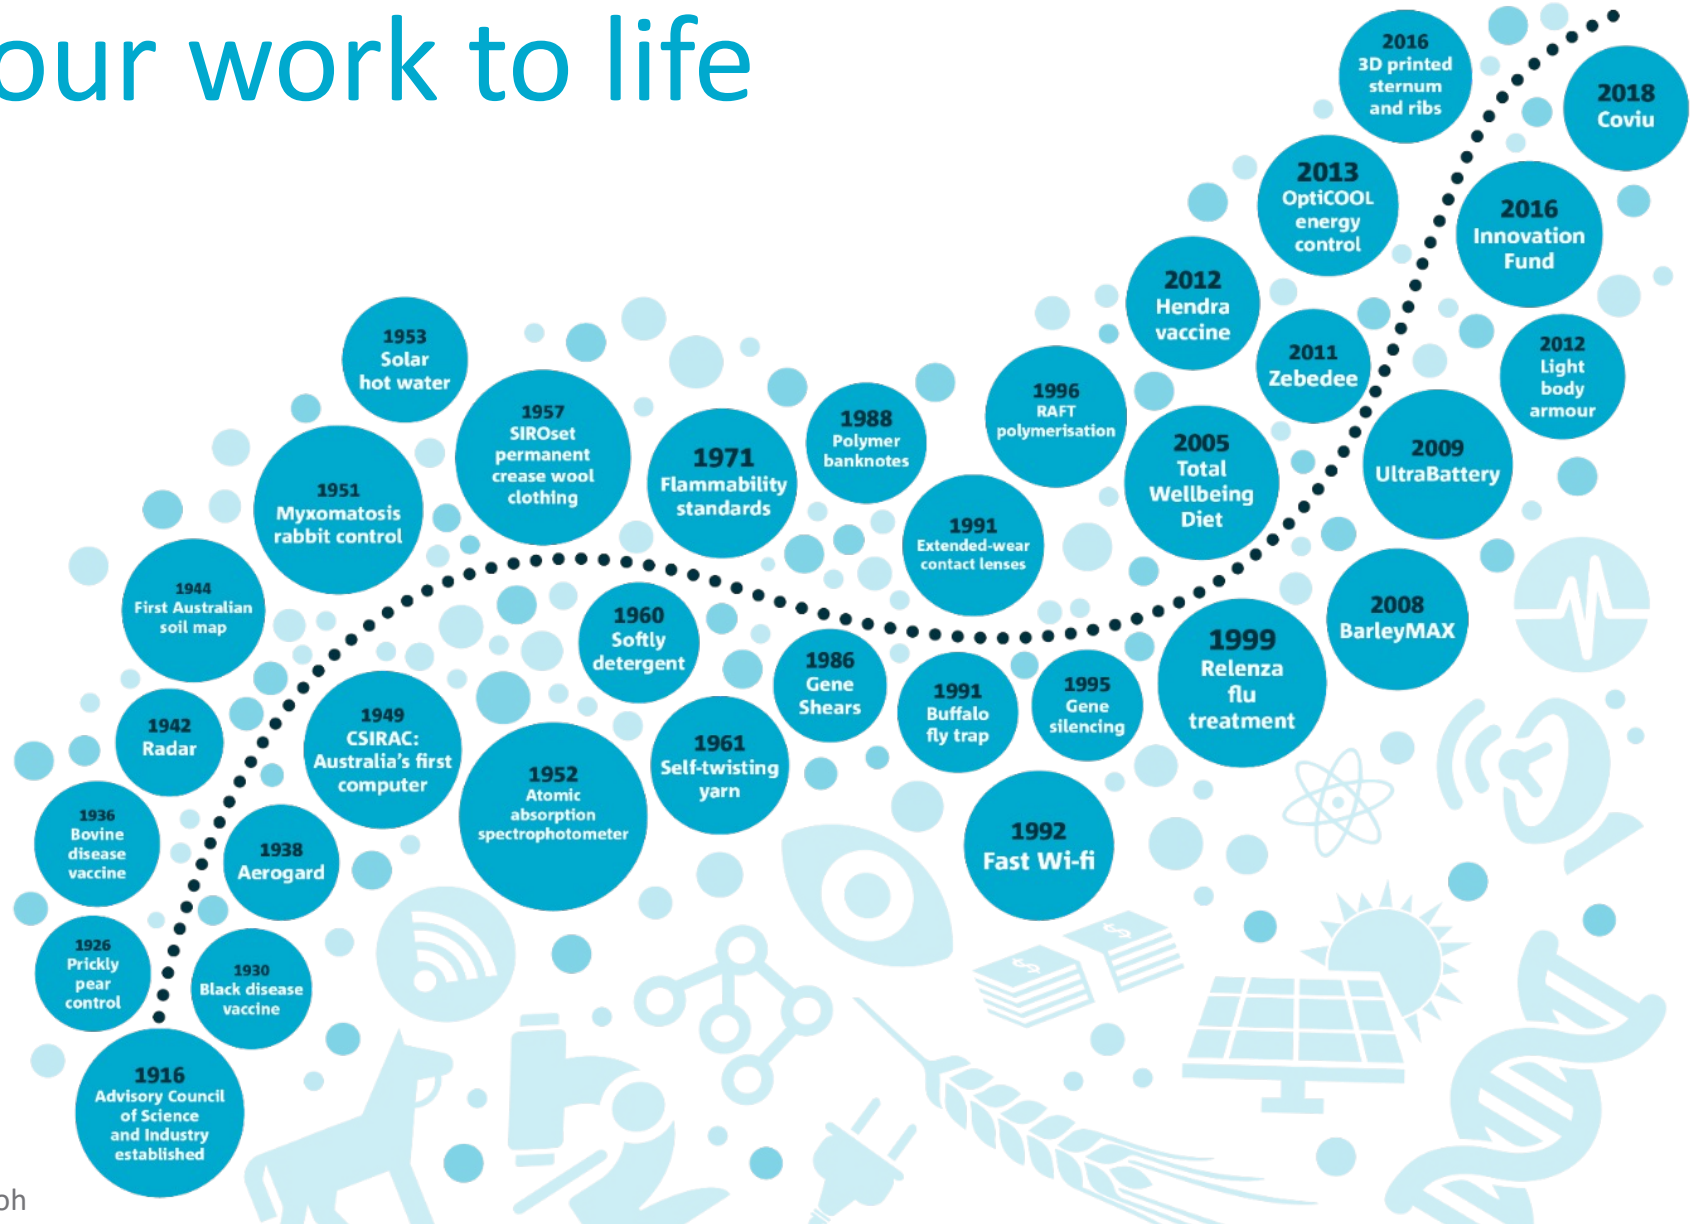 our work to life
2016
3D printed
sternum
and ribs
2018
Coviu
2013
OptiCOOL
energy
control
2016
Innovation
Fund
2012
Hendra
vaccine
2011
Zebedee
2012
Light
body
armour
1953
Solar
hot water
1957
SIROset
permanent
crease wool
clothing
1971
Flammability
standards
1988
Polymer
banknotes
1996
RAFT
polymerisation
2005
Total
Wellbeing
Diet
2009
UltraBattery
1951
Myxomatosis
rabbit control
1991
Extended-wear
contact lenses
1944
First Australian
soil map
1960
Softly
detergent
1986
Gene
Shears
1991
Buffalo
fly trap
1995
Gene
silencing
1999
Relenza
flu
treatment
2008
BarleyMAX
1942
Radar
1949
CSIRAC:
Australia's first
computer
1952
Atomic
absorption
spectrophotometer
1961
Self-twisting
yarn
1992
Fast Wi-fi
1936
Bovine
disease
vaccine
1938
Aerogard
1926
Prickly
pear
control
1930
Black disease
vaccine
1916
Advisory Council
of Science
and Industry
established